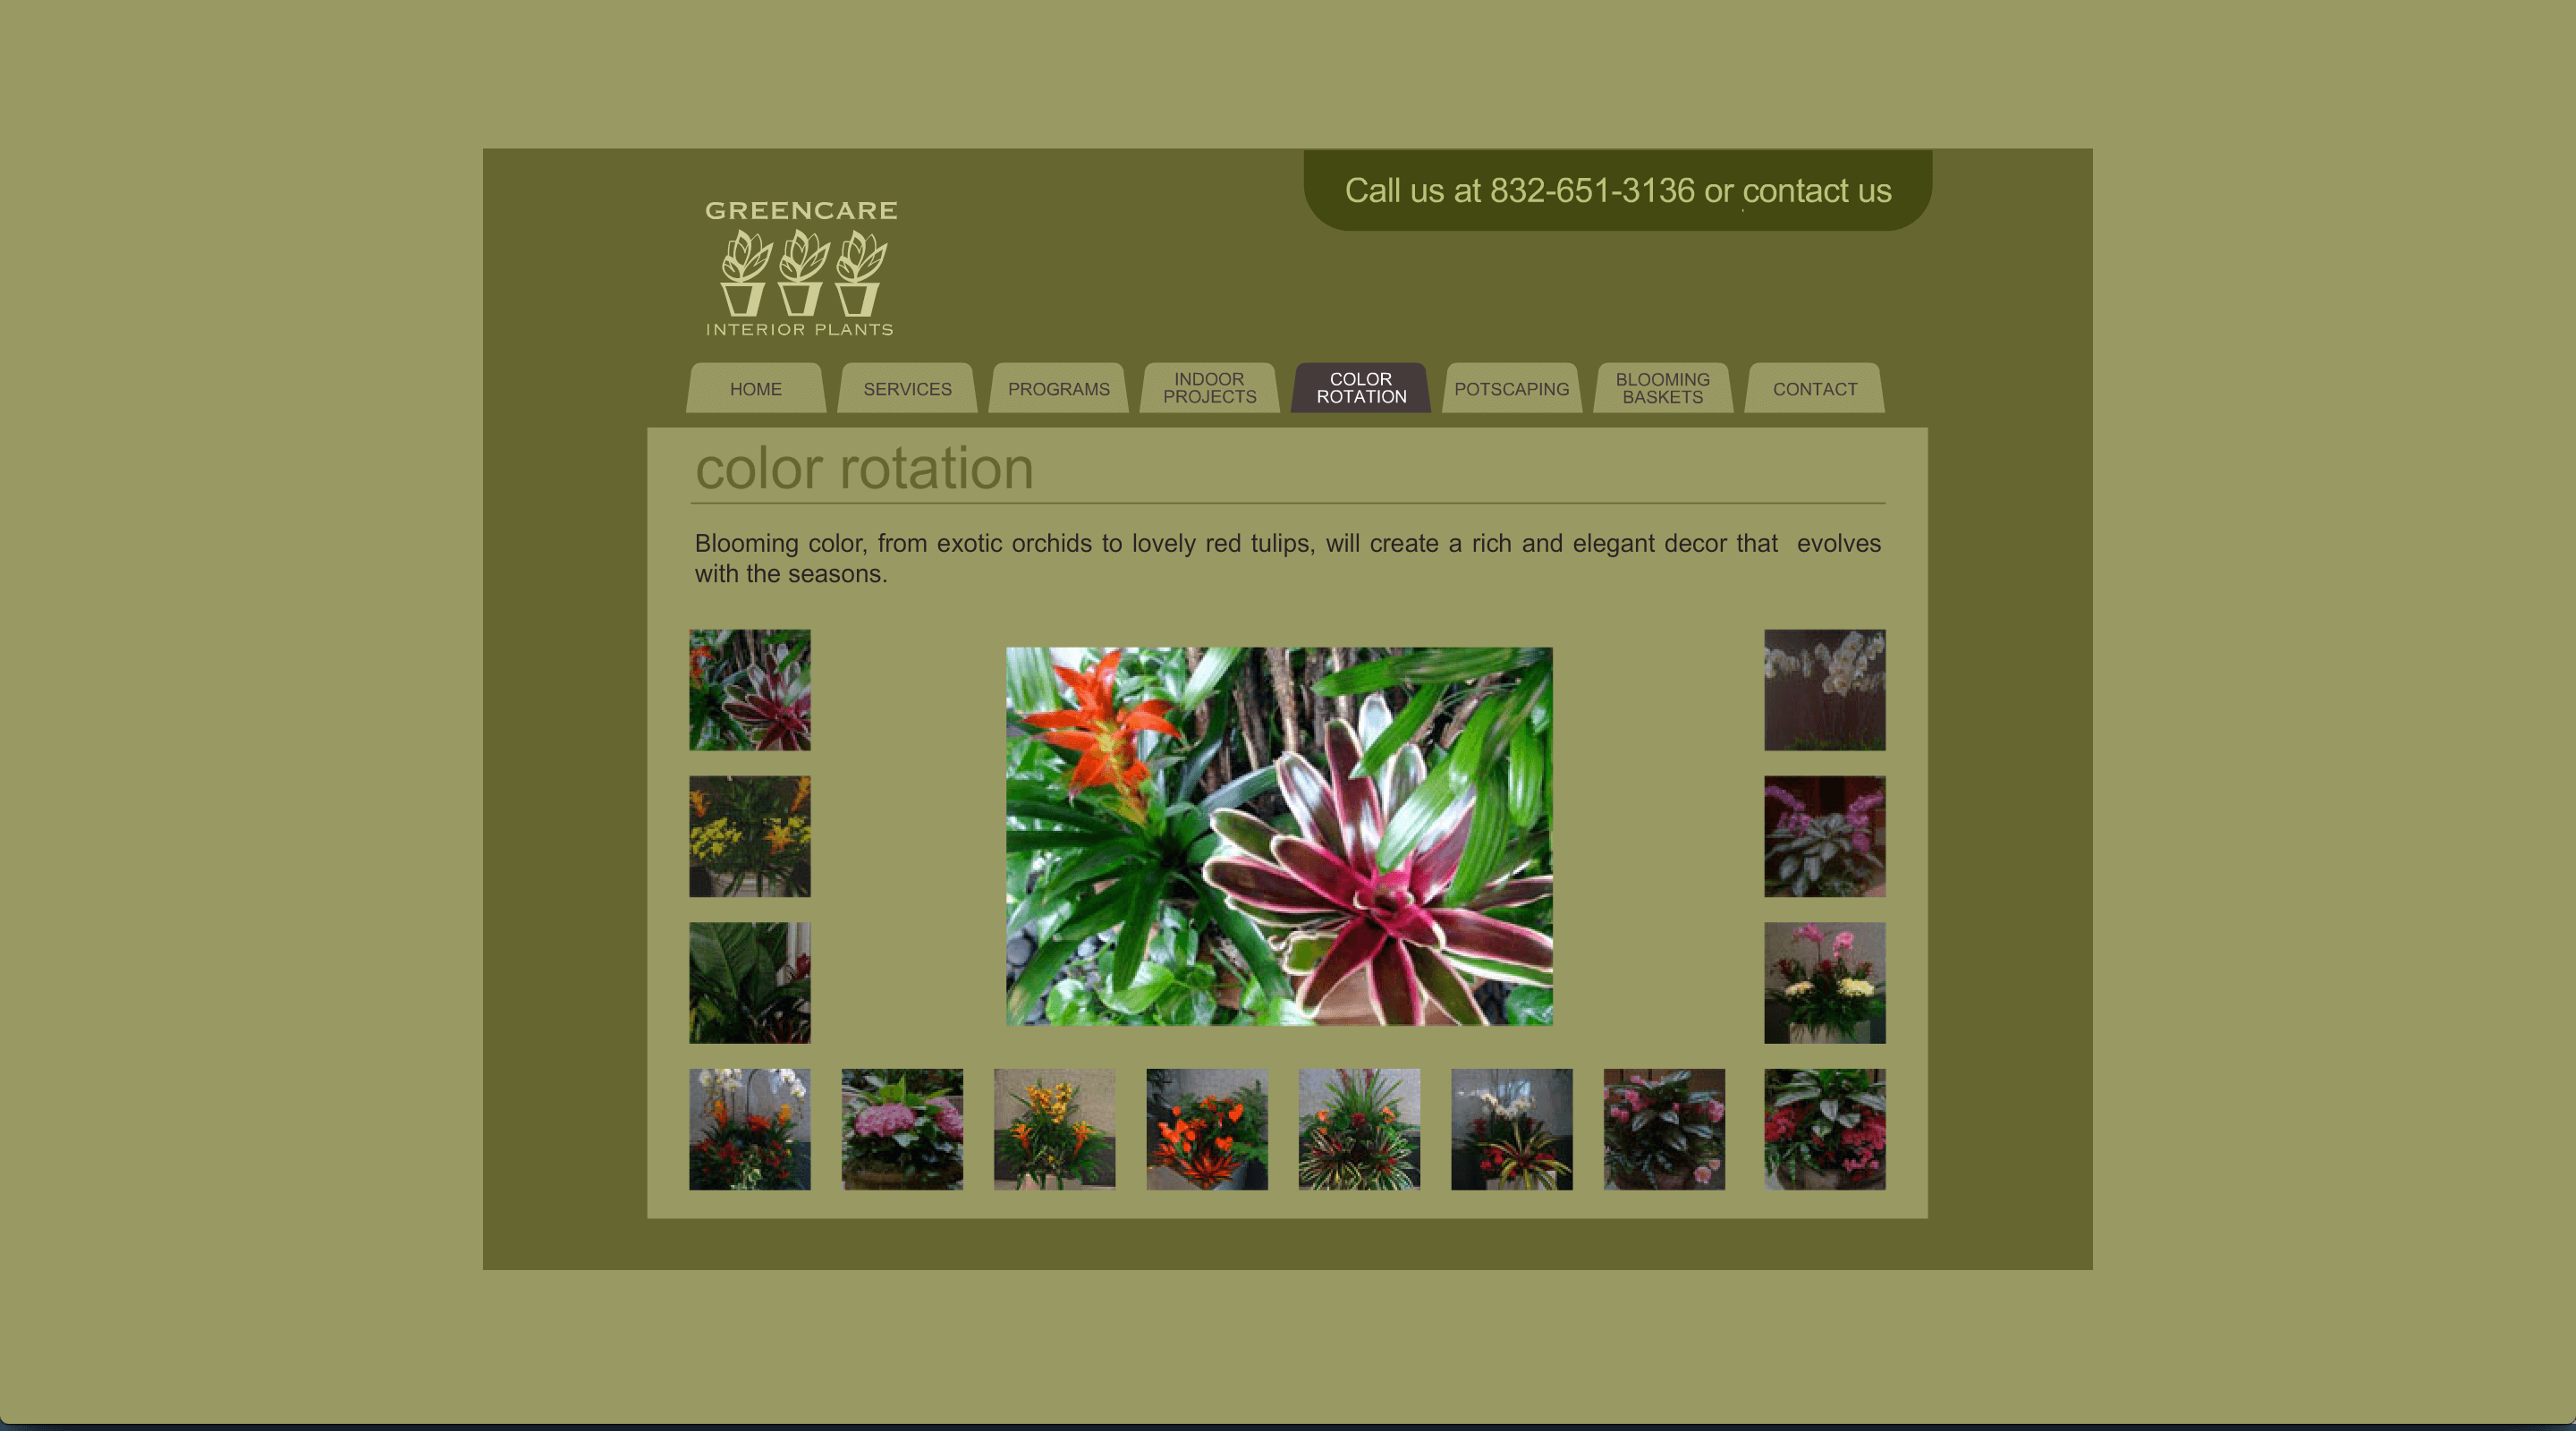 Call us at 832-651-3136 or contact us
GREENCARE
INTERIOR PLANTS
HOME
SERVICES
PROGRAMS
INDOOR
PROJECTS
COLOR
ROTATION
POTSCAPING
BLOOMING
BASKETS
CONTACT
color rotation
Blooming color, from exotic orchids to lovely red tulips, will create a rich and elegant decor that  evolves
with the seasons.